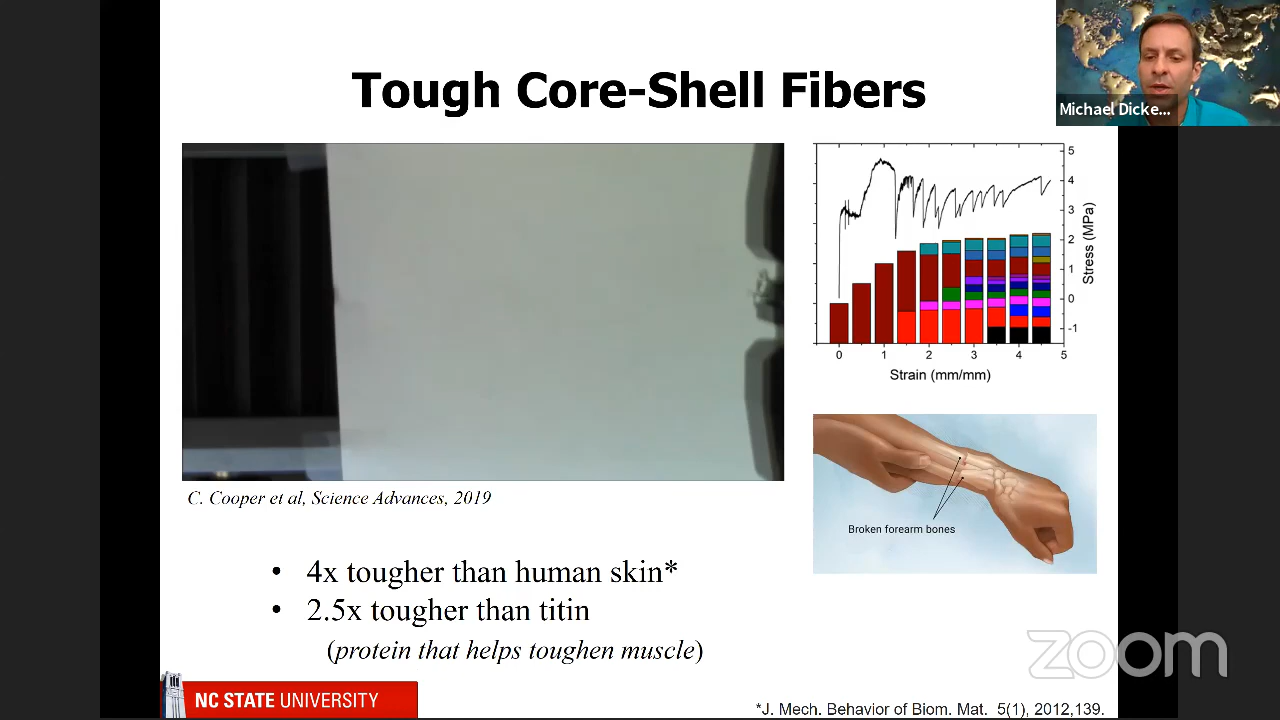 Tough Core-Shell Fibers
Michael Dicke...
5
4
3
2
1
0
-1
Stress (MPa)
0 1 2 3 4 5
Strain (mm/mm)
C. Cooper et al, Science Advances, 2019
Broken forearm bones
• 4x tougher than human skin*
• 2.5x tougher than titin
(protein that helps toughen muscle)
zoom
NC STATE UNIVERSITY
*J. Mech. Behavior of Biom. Mat. 5(1), 2012,139.